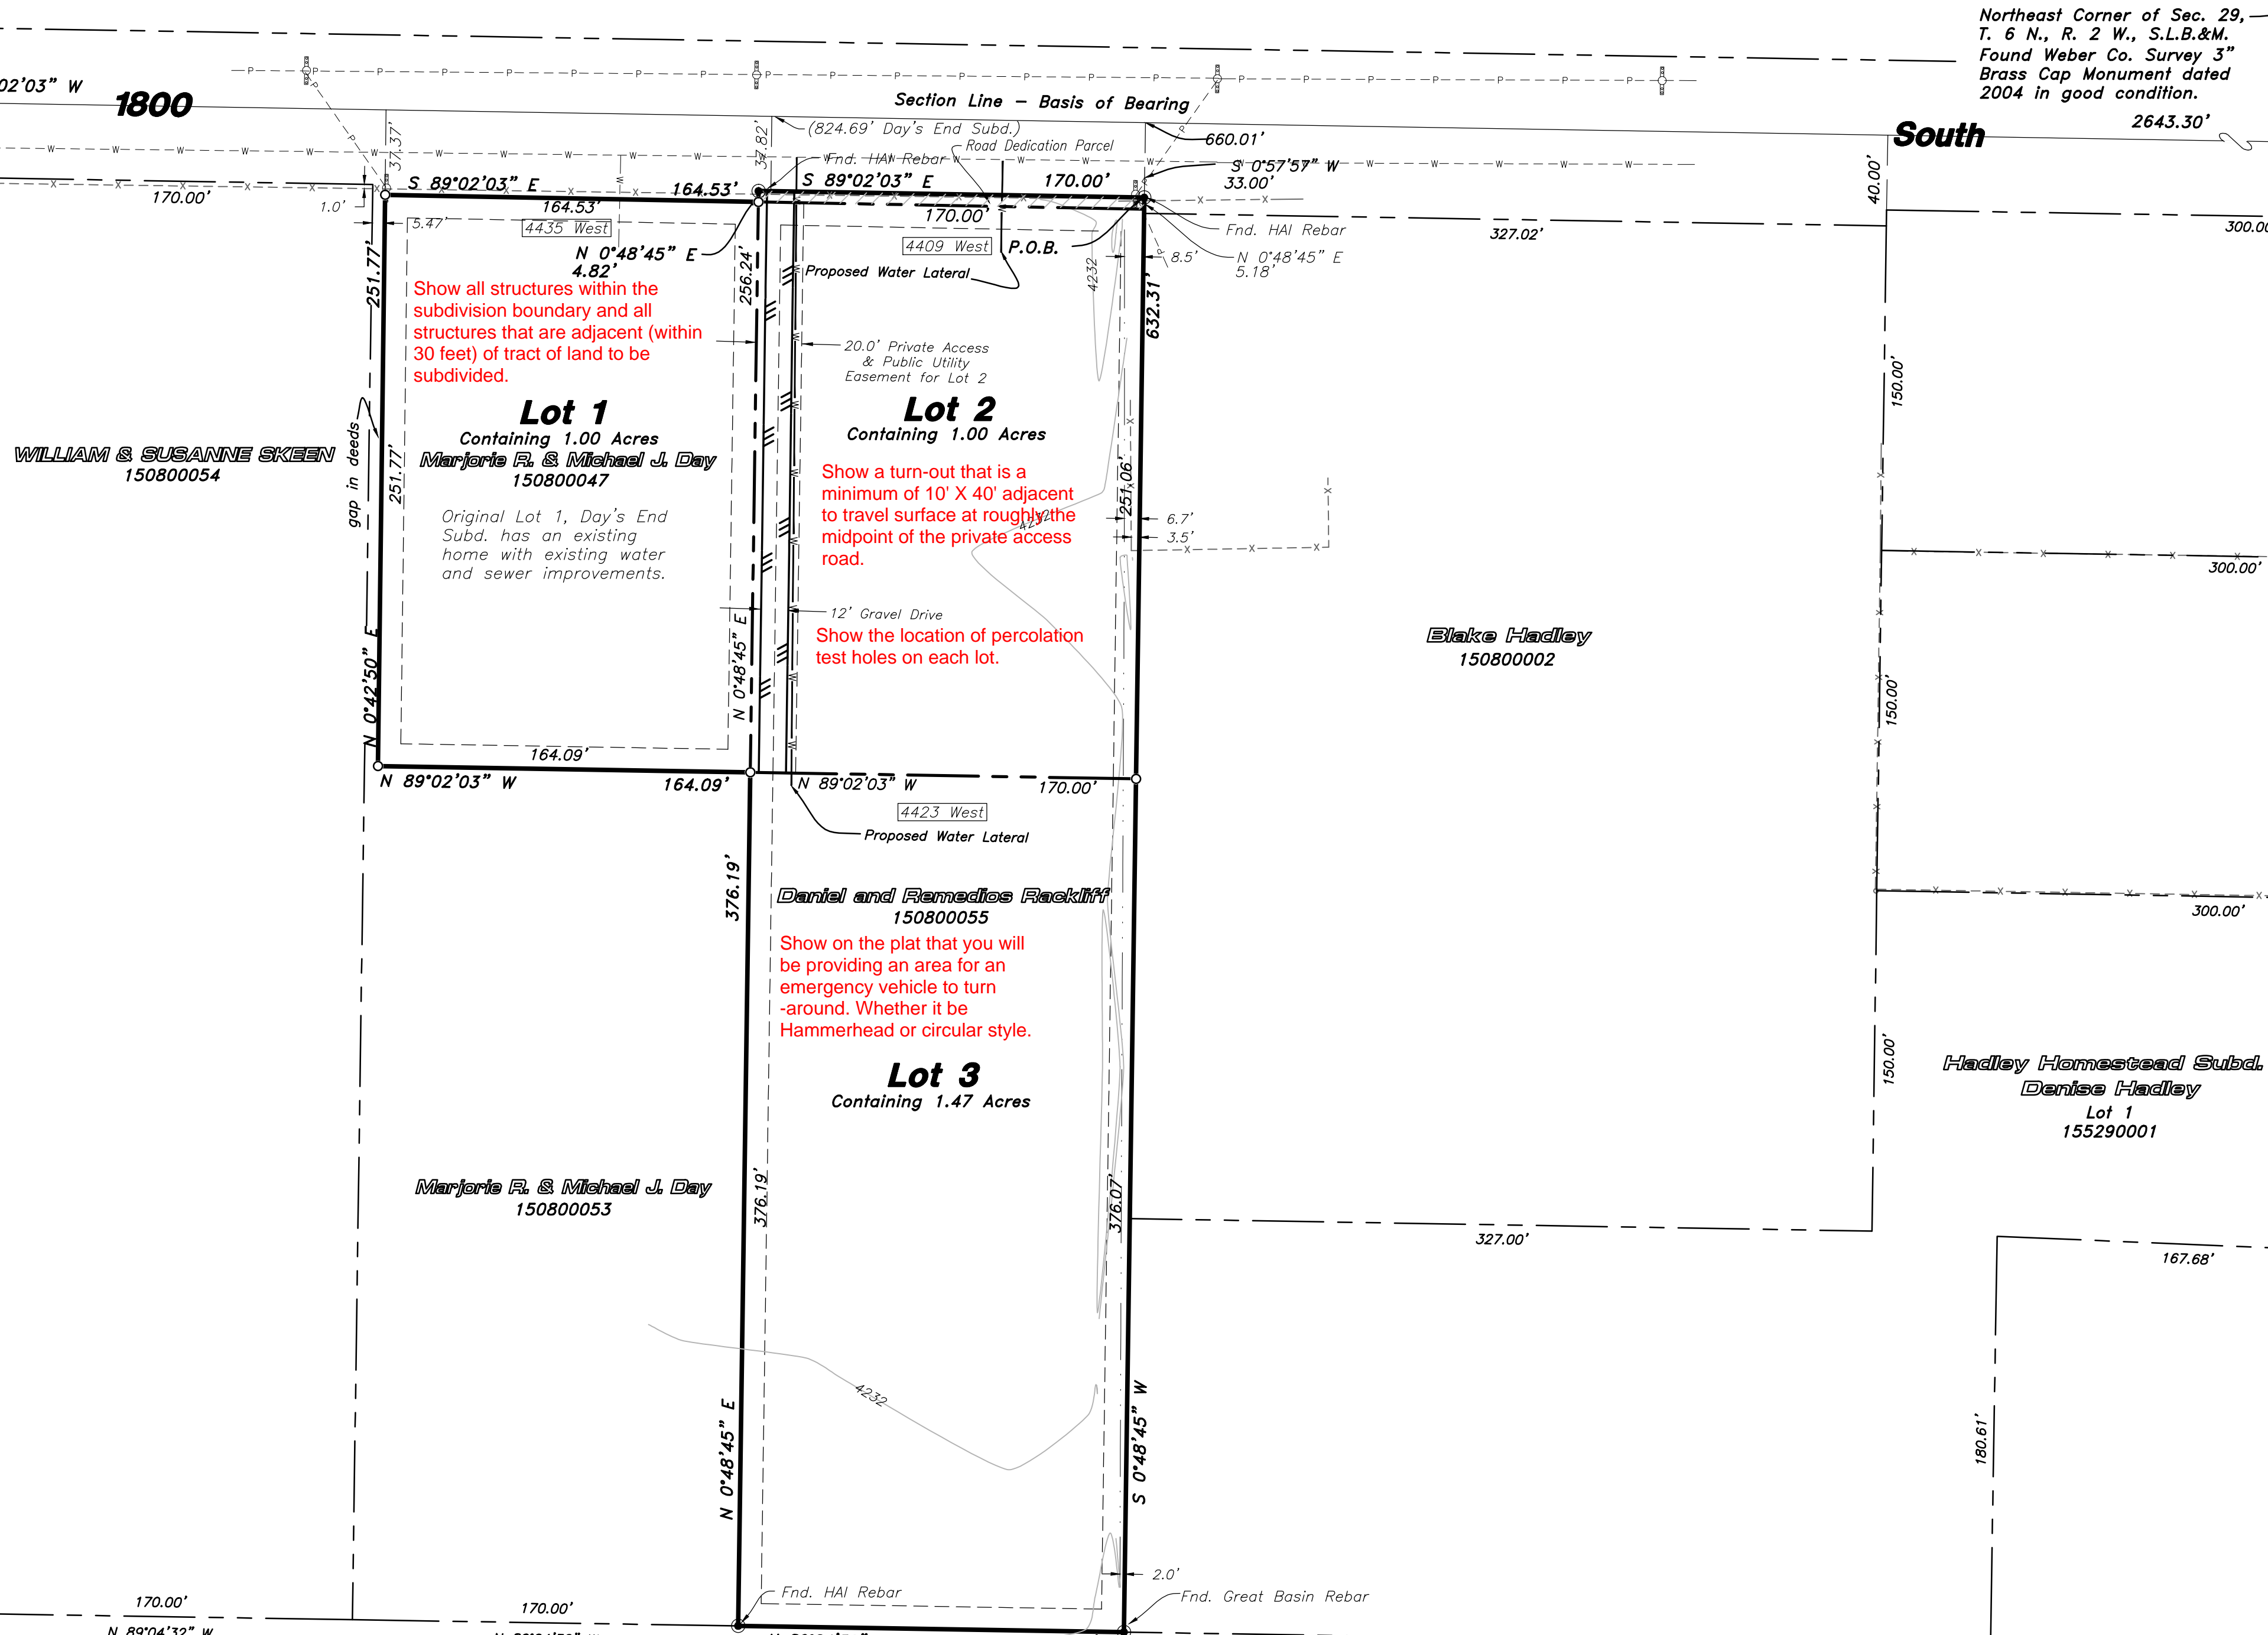 Northeast Corner of Sec. 29,
T. 6 N., R. 2 W., S.L.B.&M.
Found Weber Co. Survey 3”
Brass Cap Monument dated
2004 in good condition.
2643.30’
02’03” W
1800
South
Section Line – Basis of Bearing
(824.69’ Day’s End Subd.)
660.01’
Road Dedication Parcel
Fnd. HAI Rebar
37.37’
37.82’
S 0°57’57” W
33.00’
40.00’
170.00’
1.0’
S 89°02’03” E
164.53’
164.53’
S 89°02’03” E
170.00’
170.00’
5.47’
4435 West
N 0°48’45” E
4.82’
4409 West
P.O.B.
Proposed Water Lateral
Fnd. HAI Rebar
8.5’
N 0°48’45” E
5.18’
327.02’
300.00
251.77’
256.24’
4232
632.31’
Show all structures within the
subdivision boundary and all
structures that are adjacent (within
30 feet) of tract of land to be
subdivided.
20.0’ Private Access
& Public Utility
Easement for Lot 2
150.00’
Lot 1
Containing 1.00 Acres
Marjorie R. & Michael J. Day
150800047
Original Lot 1, Day’s End
Subd. has an existing
home with existing water
and sewer improvements.
Lot 2
Containing 1.00 Acres
WILLIAM & SUSANNE SKEEN
150800054
gap in deeds
251.77’
Show a turn-out that is a
minimum of 10' X 40' adjacent
to travel surface at roughly the
midpoint of the private access
road.
4232
251.06’
6.7’
3.5’
300.00’
12’ Gravel Drive
Show the location of percolation
test holes on each lot.
N 0°42’50” E
N 0°48’45” E
Blake Hadley
150800002
150.00’
164.09’
N 89°02’03” W
164.09’
N 89°02’03” W
170.00’
4423 West
Proposed Water Lateral
376.19’
Daniel and Remedios Rackliff
150800055
300.00’
Show on the plat that you will
be providing an area for an
emergency vehicle to turn
-around. Whether it be
Hammerhead or circular style.
Lot 3
Containing 1.47 Acres
150.00’
Hadley Homestead Subd.
Denise Hadley
Lot 1
155290001
Marjorie R. & Michael J. Day
150800053
376.19’
376.07’
327.00’
167.68’
4232
N 0°48’45” E
S 0°48’45” W
180.61’
2.0’
Fnd. HAI Rebar
Fnd. Great Basin Rebar
170.00’
170.00’
N 89°04’32” W